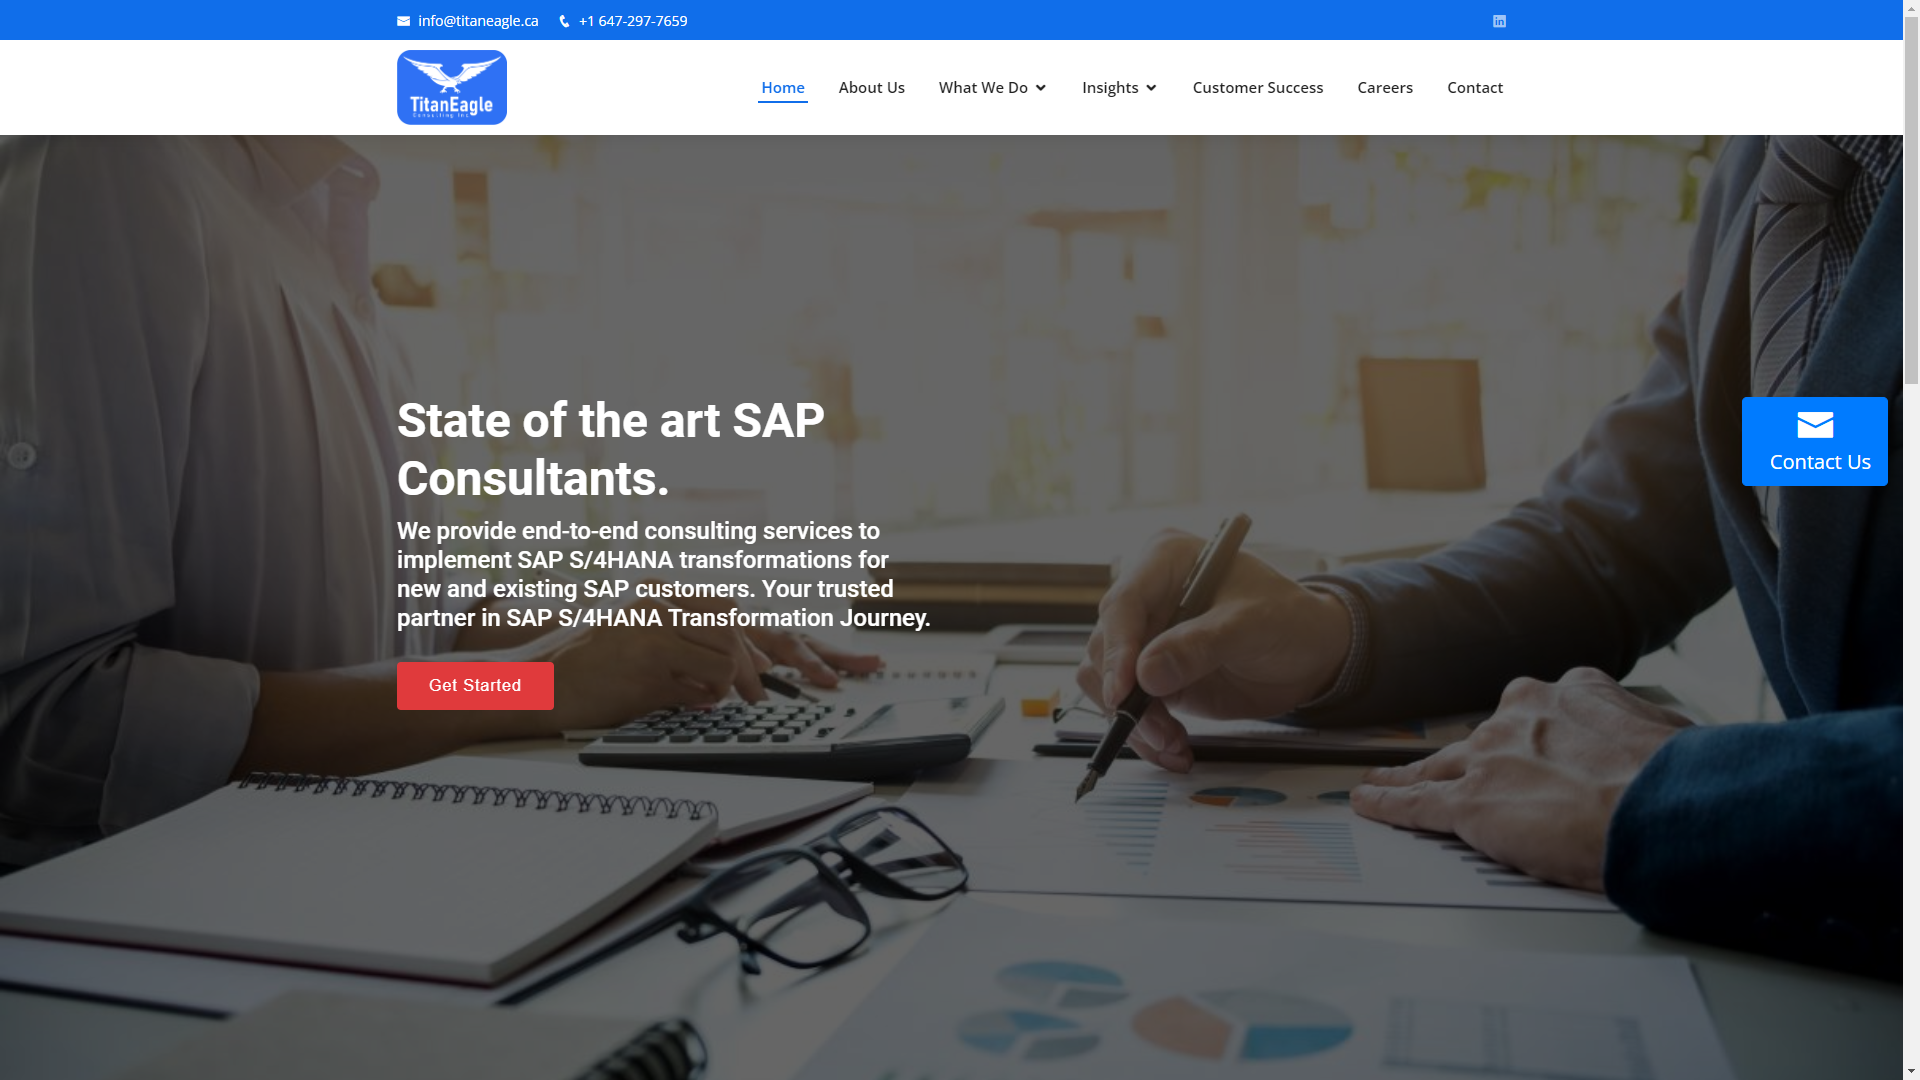 info@titaneagle.ca +1 647-297-7659
TitanEagle
Consulting Inc
Home About Us What We Do Insights Customer Success Careers Contact
State of the art SAP
Consultants.
We provide end-to-end consulting services to
implement SAP S/4HANA transformations for
new and existing SAP customers. Your trusted
partner in SAP S/4HANA Transformation Journey.
Get Started
Contact Us